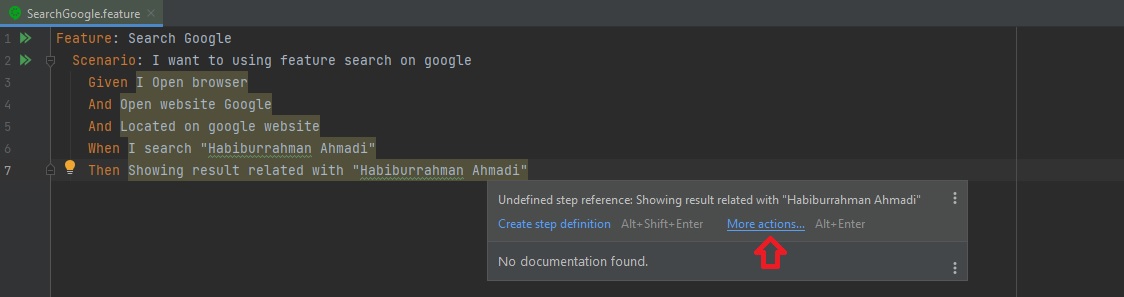 SearchGoogle.feature
1 Feature: Search Google
2 Scenario: I want to using feature search on google
3 Given I Open browser
4 And Open website Google
5 And Located on google website
6 When I search "Habiburrahman Ahmadi"
7 Then Showing result related with "Habiburrahman Ahmadi"
Undefined step reference: Showing result related with "Habiburrahman Ahmadi"
Create step definition Alt+Shift+Enter More actions... Alt+Enter
No documentation found.